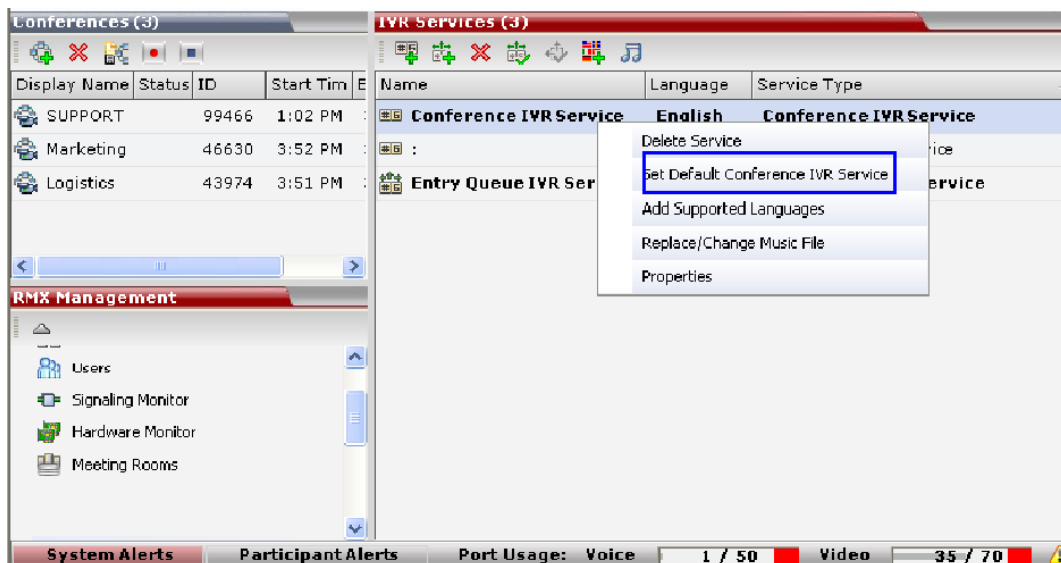 Conferences (3)
Display Name Status ID Start Tim E
SUPPORT 99466 1:02 PM
Marketing 46630 3:52 PM
Logistics 43974 3:51 PM
RMX Management
Users
Signaling Monitor
Hardware Monitor
Meeting Rooms
IVR Services (3)
Name Language Service Type
Conference IVR Service English Conference IVR Service
: ice
Entry Queue IVR Ser ervice
Delete Service
Set Default Conference IVR Service
Add Supported Languages
Replace/Change Music File
Properties
System Alerts Participant Alerts Port Usage: Voice 1 / 50 Video 35 / 70